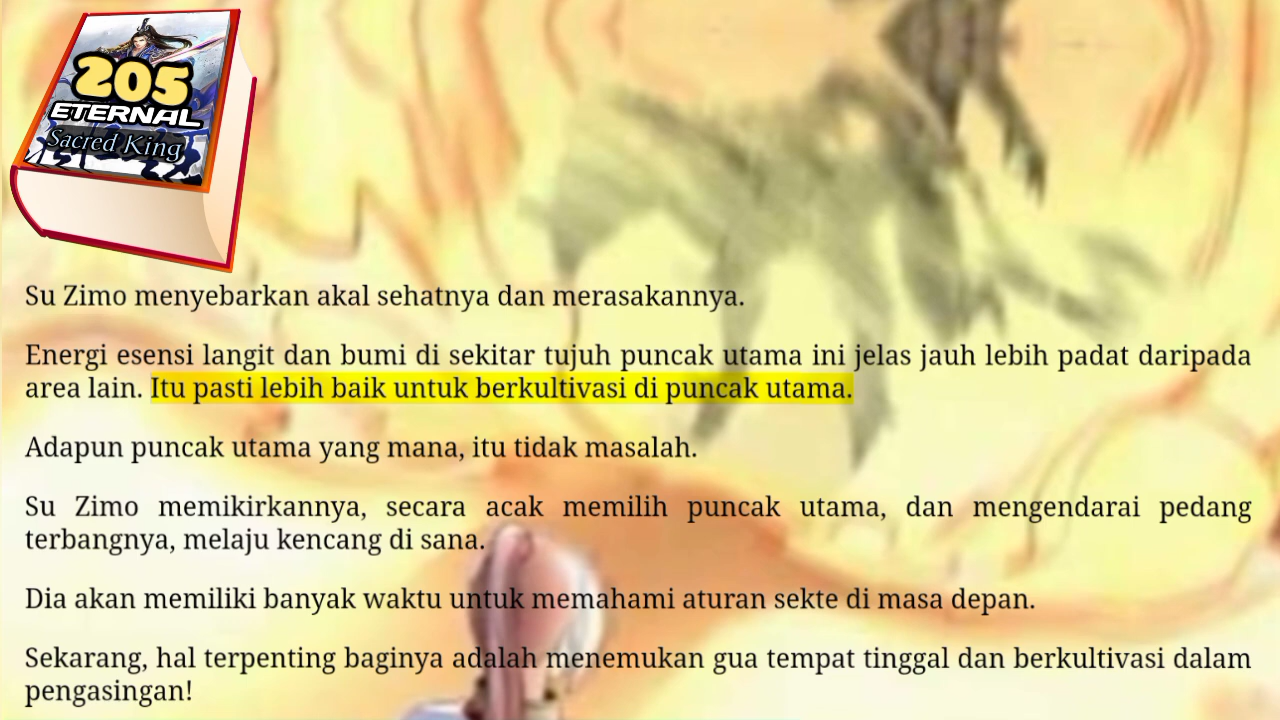 205
ETERNAL
Sacred King
Su Zimo menyebarkan akal sehatnya dan merasakannya.
Energi esensi langit dan bumi di sekitar tujuh puncak utama ini jelas jauh lebih padat daripada
area lain. Itu pasti lebih baik untuk berkultivasi di puncak utama.
Adapun puncak utama yang mana, itu tidak masalah.
Su Zimo memikirkannya, secara acak memilih puncak utama, dan mengendarai pedang
terbangnya, melaju kencang di sana.
Dia akan memiliki banyak waktu untuk memahami aturan sekte di masa depan.
Sekarang, hal terpenting baginya adalah menemukan gua tempat tinggal dan berkultivasi dalam
pengasingan!